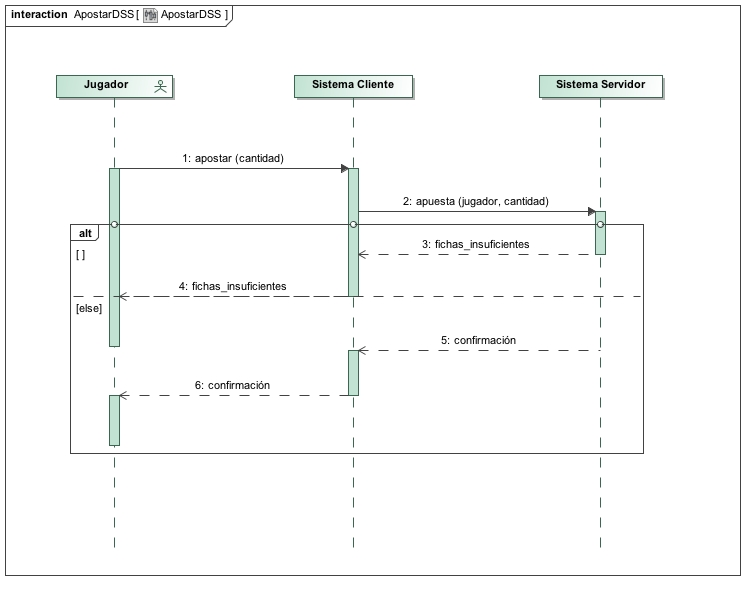 interaction ApostarDSS [ ApostarDSS ]
Jugador
Sistema Cliente
Sistema Servidor
1: apostar (cantidad)
2: apuesta (jugador, cantidad)
alt
[ ]
3: fichas_insuficientes
4: fichas_insuficientes
[else]
5: confirmación
6: confirmación